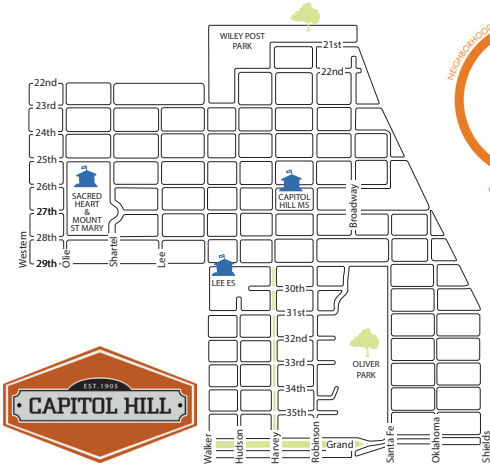 WILEY POST
PARK
21st
22nd
NEIGHBORHOOD
22nd
23rd
24th
25th
26th
27th
28th
29th
SACRED
HEART
&
MOUNT
ST MARY
CAPITOL
HILL MS
Broadway
Western
Olie
Shartel
Lee
LEE ES
30th
31st
32nd
33rd
34th
35th
OLIVER
PARK
EST. 1905
CAPITOL HILL
Walker
Hudson
Harvey
Robinson
Grand
Santa Fe
Oklahoma
Shields